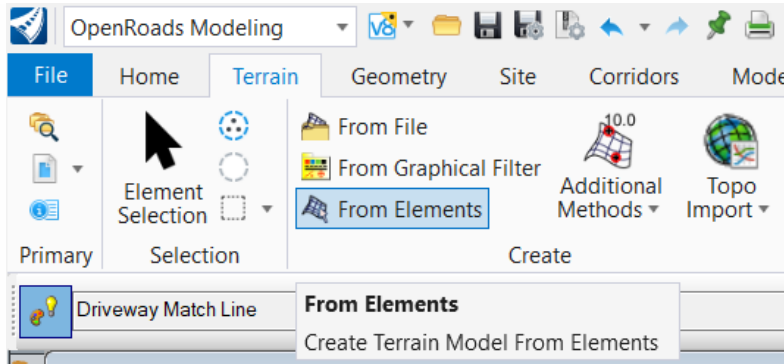 OpenRoads Modeling
V8
File Home Terrain Geometry Site Corridors
From File
From Graphical Filter
From Elements
Element
Selection
10.0
Additional
Methods
Topo
Import
Primary Selection Create
Driveway Match Line
From Elements
Create Terrain Model From Elements